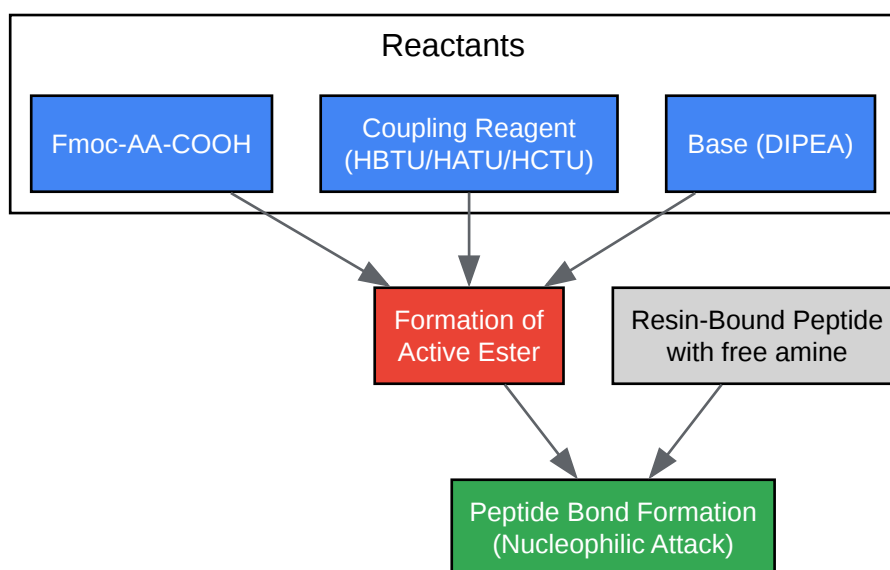 Reactants
Fmoc-AA-COOH
Coupling Reagent
(HBTU/HATU/HCTU)
Base (DIPEA)
Formation of
Active Ester
Resin-Bound Peptide
with free amine
Peptide Bond Formation
(Nucleophilic Attack)